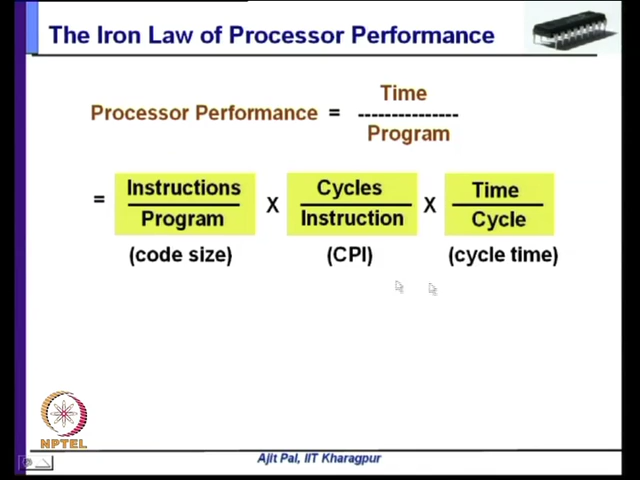 The Iron Law of Processor Performance
Processor Performance = Time
---------------
Program
= Instructions
Program
X Cycles
Instruction
X Time
Cycle
(code size) (CPI) (cycle time)
NPTEL
Ajit Pal, IIT Kharagpur